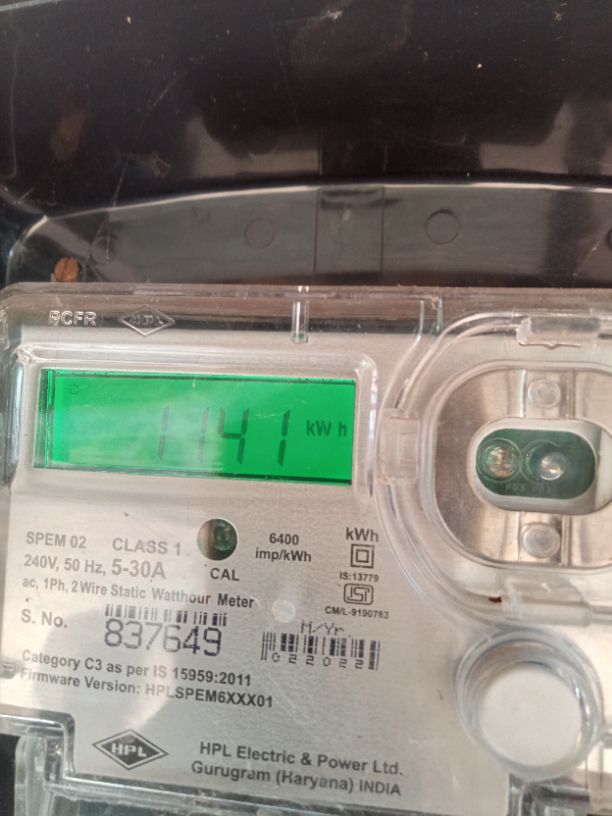 PCFR HPL
1141 kWh
SPEM 02 CLASS 1
6400 imp/kWh
kWh
240V, 50 Hz, 5-30A
CAL
IS:13779
ISI
ac, 1Ph, 2 Wire Static Watthour Meter
CM/L-9190783
S. No. 837649
M/Yr.
022022
Category C3 as per IS 15959:2011
Firmware Version: HPLSPEM6XXX01
HPL
HPL Electric & Power Ltd.
Gurugram (Haryana) INDIA